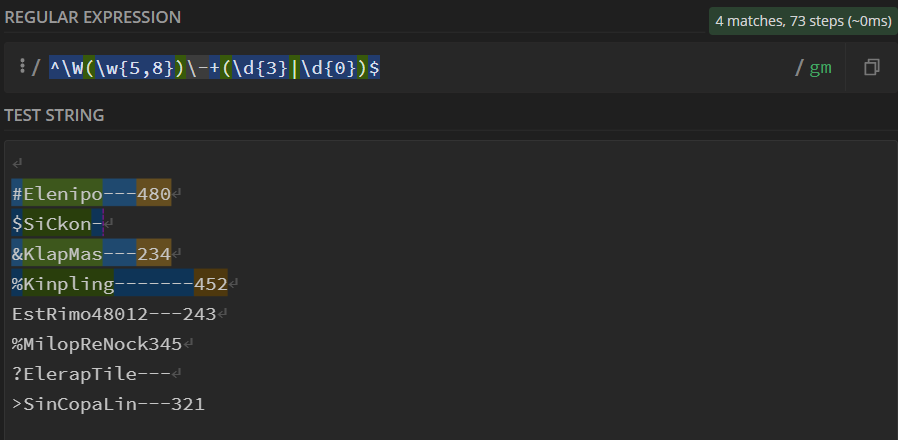 REGULAR EXPRESSION
4 matches, 73 steps (~0ms)
/ ^\W(\w{5,8})\-+(\d{3}|\d{0})$ / gm
TEST STRING
#Elenipo---480
$SiCkon-
&KlapMas---234
%Kinpling-------452
EstRimo48012---243
%MilopReNock345
?ElerapTile---
>SinCopaLin---321